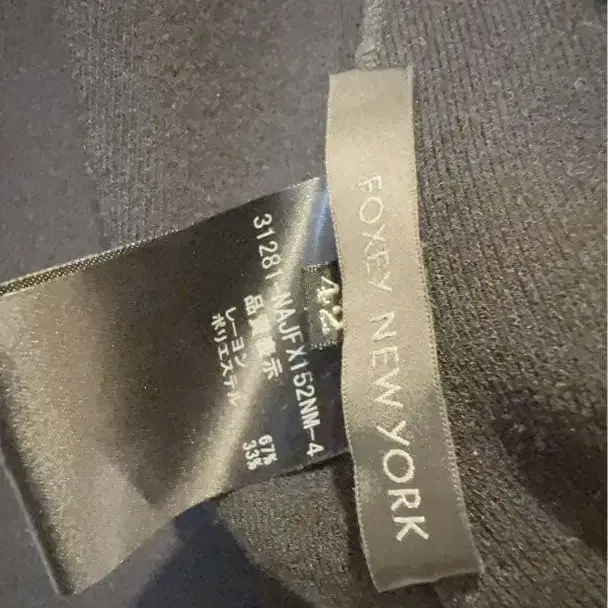 FOXEY NEW YORK
42
31281-NAJFX152NM-4
品質表示
レーヨン 67%
ポリエステル 33%